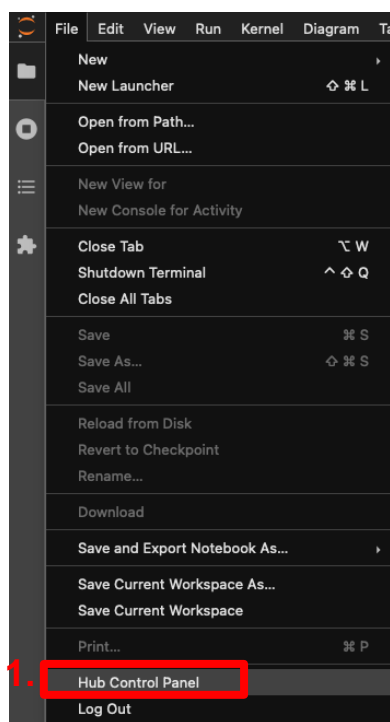 File Edit View Run Kernel Diagram
New
New Launcher ⇧ ⌘ L
Open from Path...
Open from URL...
New View for
New Console for Activity
Close Tab ⌥ W
Shutdown Terminal ^ ⇧ Q
Close All Tabs
Save ⌘ S
Save As... ⇧ ⌘ S
Save All
Reload from Disk
Revert to Checkpoint
Rename...
Download
Save and Export Notebook As...
Save Current Workspace As...
Save Current Workspace
Print... ⌘ P
1. Hub Control Panel
Log Out